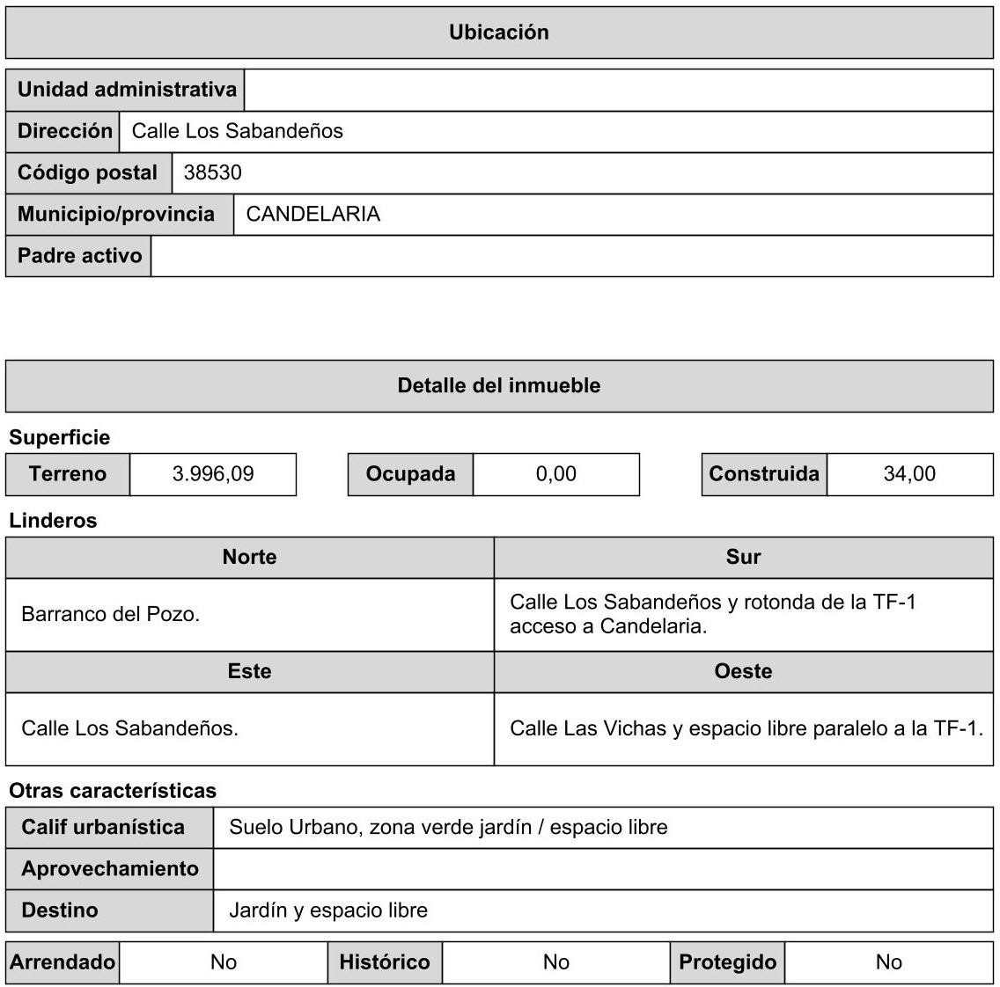 Ubicación
Unidad administrativa
Dirección Calle Los Sabandeños
Código postal 38530
Municipio/provincia CANDELARIA
Padre activo
Detalle del inmueble
Superficie
Terreno 3.996,09 Ocupada 0,00 Construida 34,00
Linderos
Norte Sur
Barranco del Pozo. Calle Los Sabandeños y rotonda de la TF-1
acceso a Candelaria.
Este Oeste
Calle Los Sabandeños. Calle Las Vichas y espacio libre paralelo a la TF-1.
Otras características
Calif urbanística Suelo Urbano, zona verde jardín / espacio libre
Aprovechamiento
Destino Jardín y espacio libre
Arrendado No Histórico No Protegido No